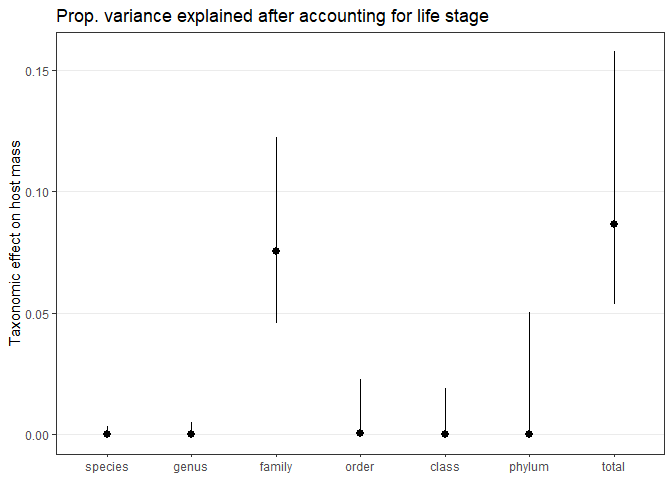 Prop. variance explained after accounting for life stage
Taxonomic effect on host mass
0.15
0.10
0.05
0.00
species genus family order class phylum total